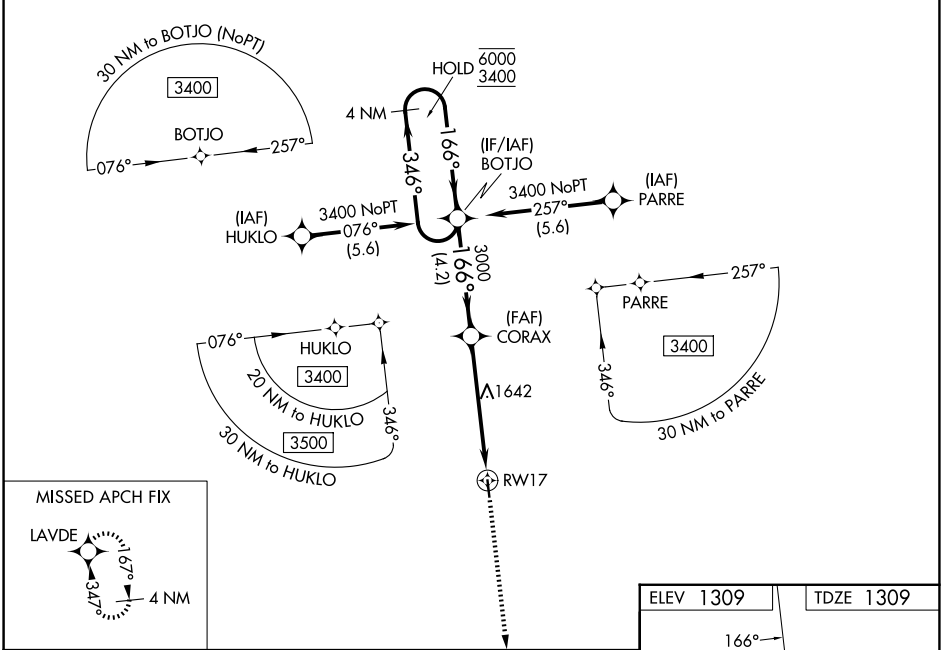 30 NM to BOTJO (NoPT)
3400
BOTJO
076°
257°
HOLD 6000
3400
4 NM
166°
346°
(IF/IAF)
BOTJO
(IAF)
HUKLO
3400 NoPT
076°
(5.6)
3400 NoPT
257°
(5.6)
(IAF)
PARRE
3000
166°
(4.2)
(FAF)
CORAX
1642
RW17
076°
HUKLO
3400
20 NM to HUKLO
346°
3500
30 NM to HUKLO
257°
PARRE
3400
346°
30 NM to PARRE
MISSED APCH FIX
LAVDE
167°
347°
4 NM
ELEV 1309
TDZE 1309
166°